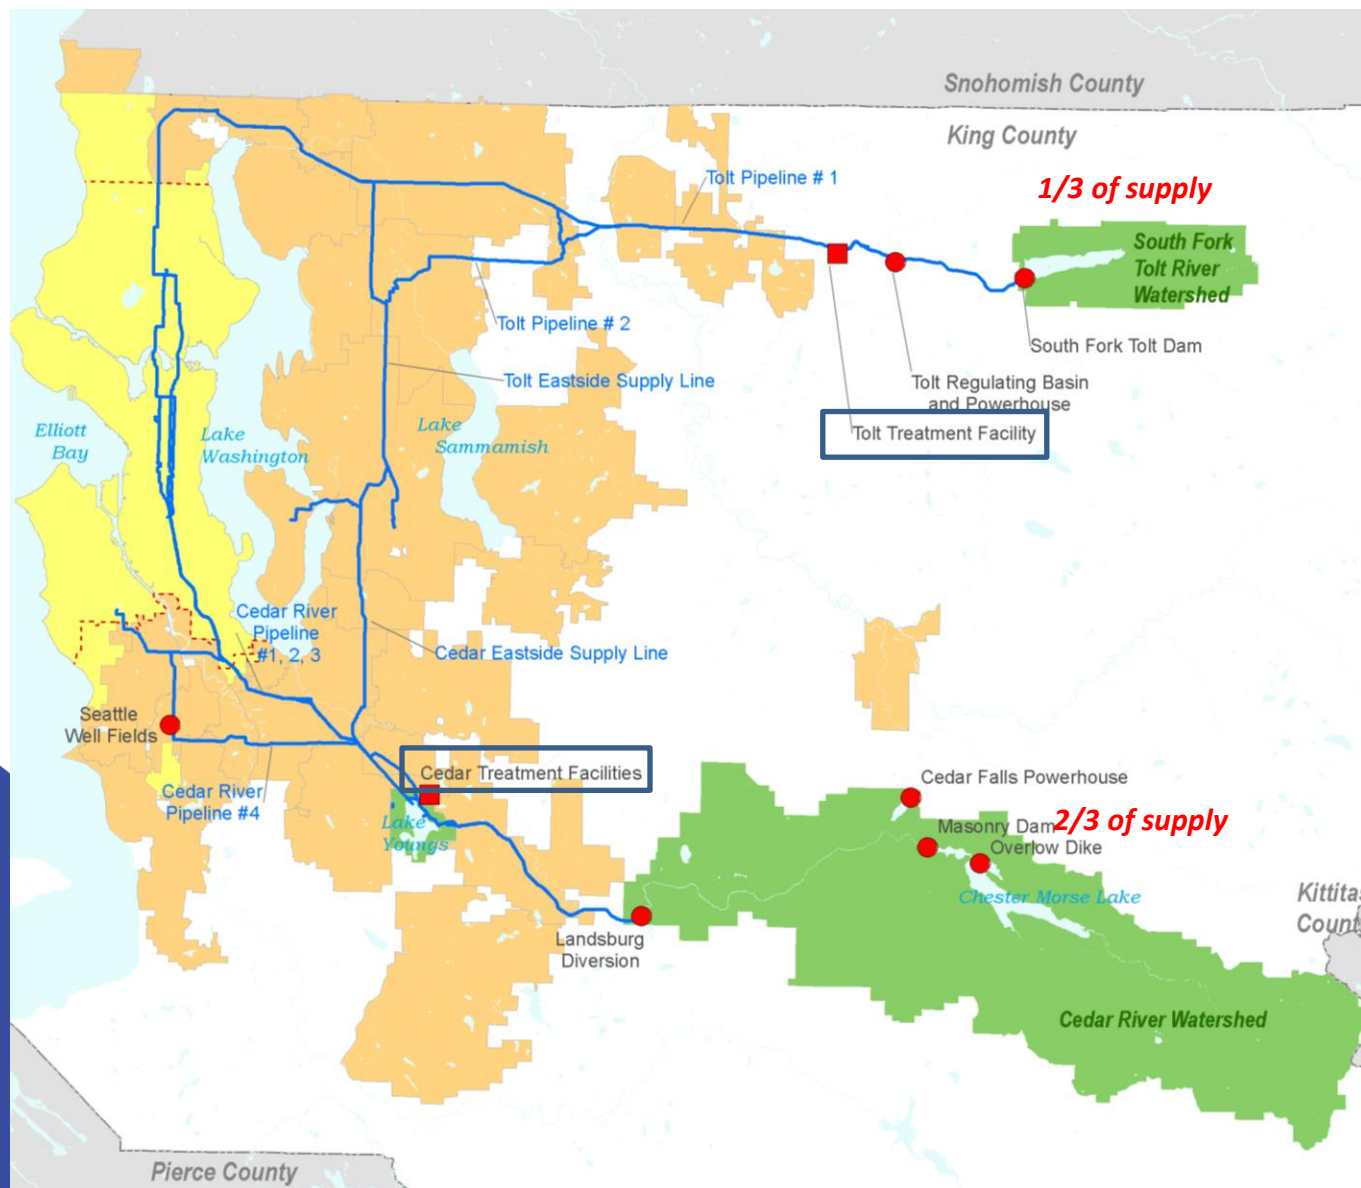 Snohomish County
King County
1/3 of supply
Tolt Pipeline # 1
South Fork
Tolt River
Watershed
Tolt Pipeline # 2
South Fork Tolt Dam
Tolt Eastside Supply Line
Tolt Regulating Basin
and Powerhouse
Elliott
Bay
Lake
Washington
Lake
Sammamish
Tolt Treatment Facility
Cedar River
Pipeline
#1, 2, 3
Cedar Eastside Supply Line
Seattle
Well Fields
Cedar Treatment Facilities
Cedar River
Pipeline #4
Lake
Youngs
Cedar Falls Powerhouse
Masonry Dam
2/3 of supply
Overlow Dike
Chester Morse Lake
Kittitas
County
Landsburg
Diversion
Cedar River Watershed
Pierce County